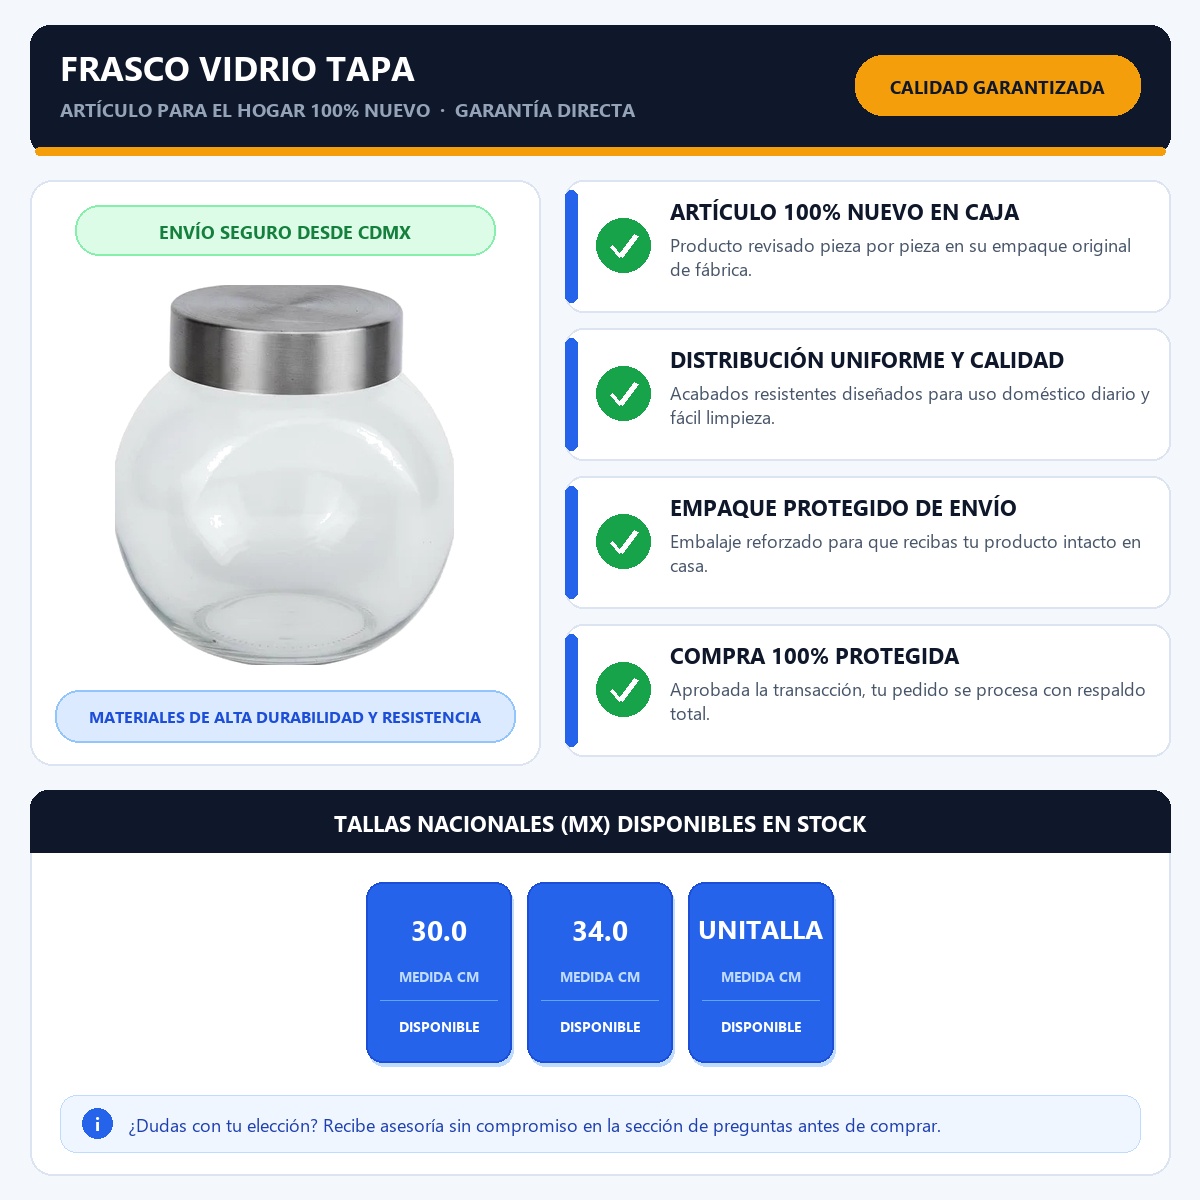 FRASCO VIDRIO TAPA
ARTÍCULO PARA EL HOGAR 100% NUEVO · GARANTÍA DIRECTA
CALIDAD GARANTIZADA
ENVÍO SEGURO DESDE CDMX
MATERIALES DE ALTA DURABILIDAD Y RESISTENCIA
ARTÍCULO 100% NUEVO EN CAJA
Producto revisado pieza por pieza en su empaque original
de fábrica.
DISTRIBUCIÓN UNIFORME Y CALIDAD
Acabados resistentes diseñados para uso doméstico diario y
fácil limpieza.
EMPAQUE PROTEGIDO DE ENVÍO
Embalaje reforzado para que recibas tu producto intacto en
casa.
COMPRA 100% PROTEGIDA
Aprobada la transacción, tu pedido se procesa con respaldo
total.
TALLAS NACIONALES (MX) DISPONIBLES EN STOCK
30.0
MEDIDA CM
DISPONIBLE
34.0
MEDIDA CM
DISPONIBLE
UNITALLA
MEDIDA CM
DISPONIBLE
¿Dudas con tu elección? Recibe asesoría sin compromiso en la sección de preguntas antes de comprar.